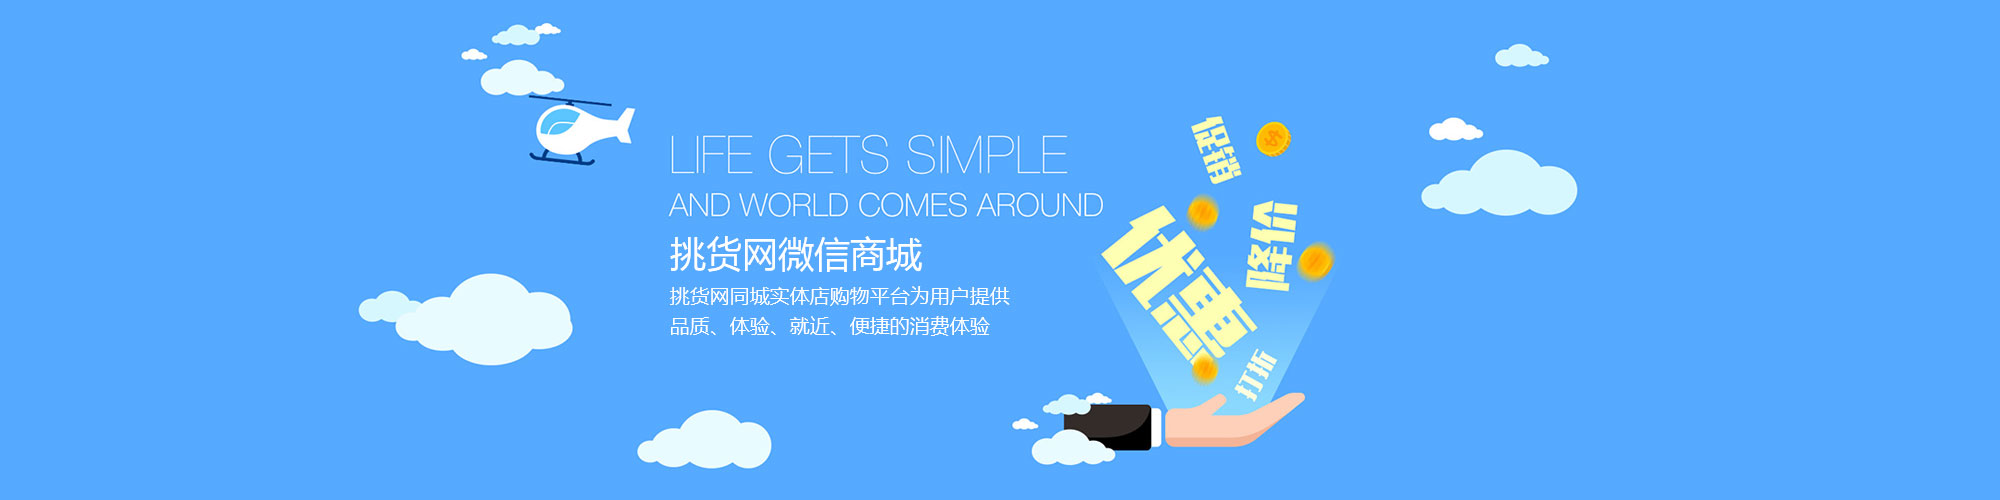 LIFE GETS SIMPLE
AND WORLD COMES AROUND
挑货网微信商城
挑货网同城实体店购物平台为用户提供
品质、体验、就近、便捷的消费体验
促销
优惠
降价
打折